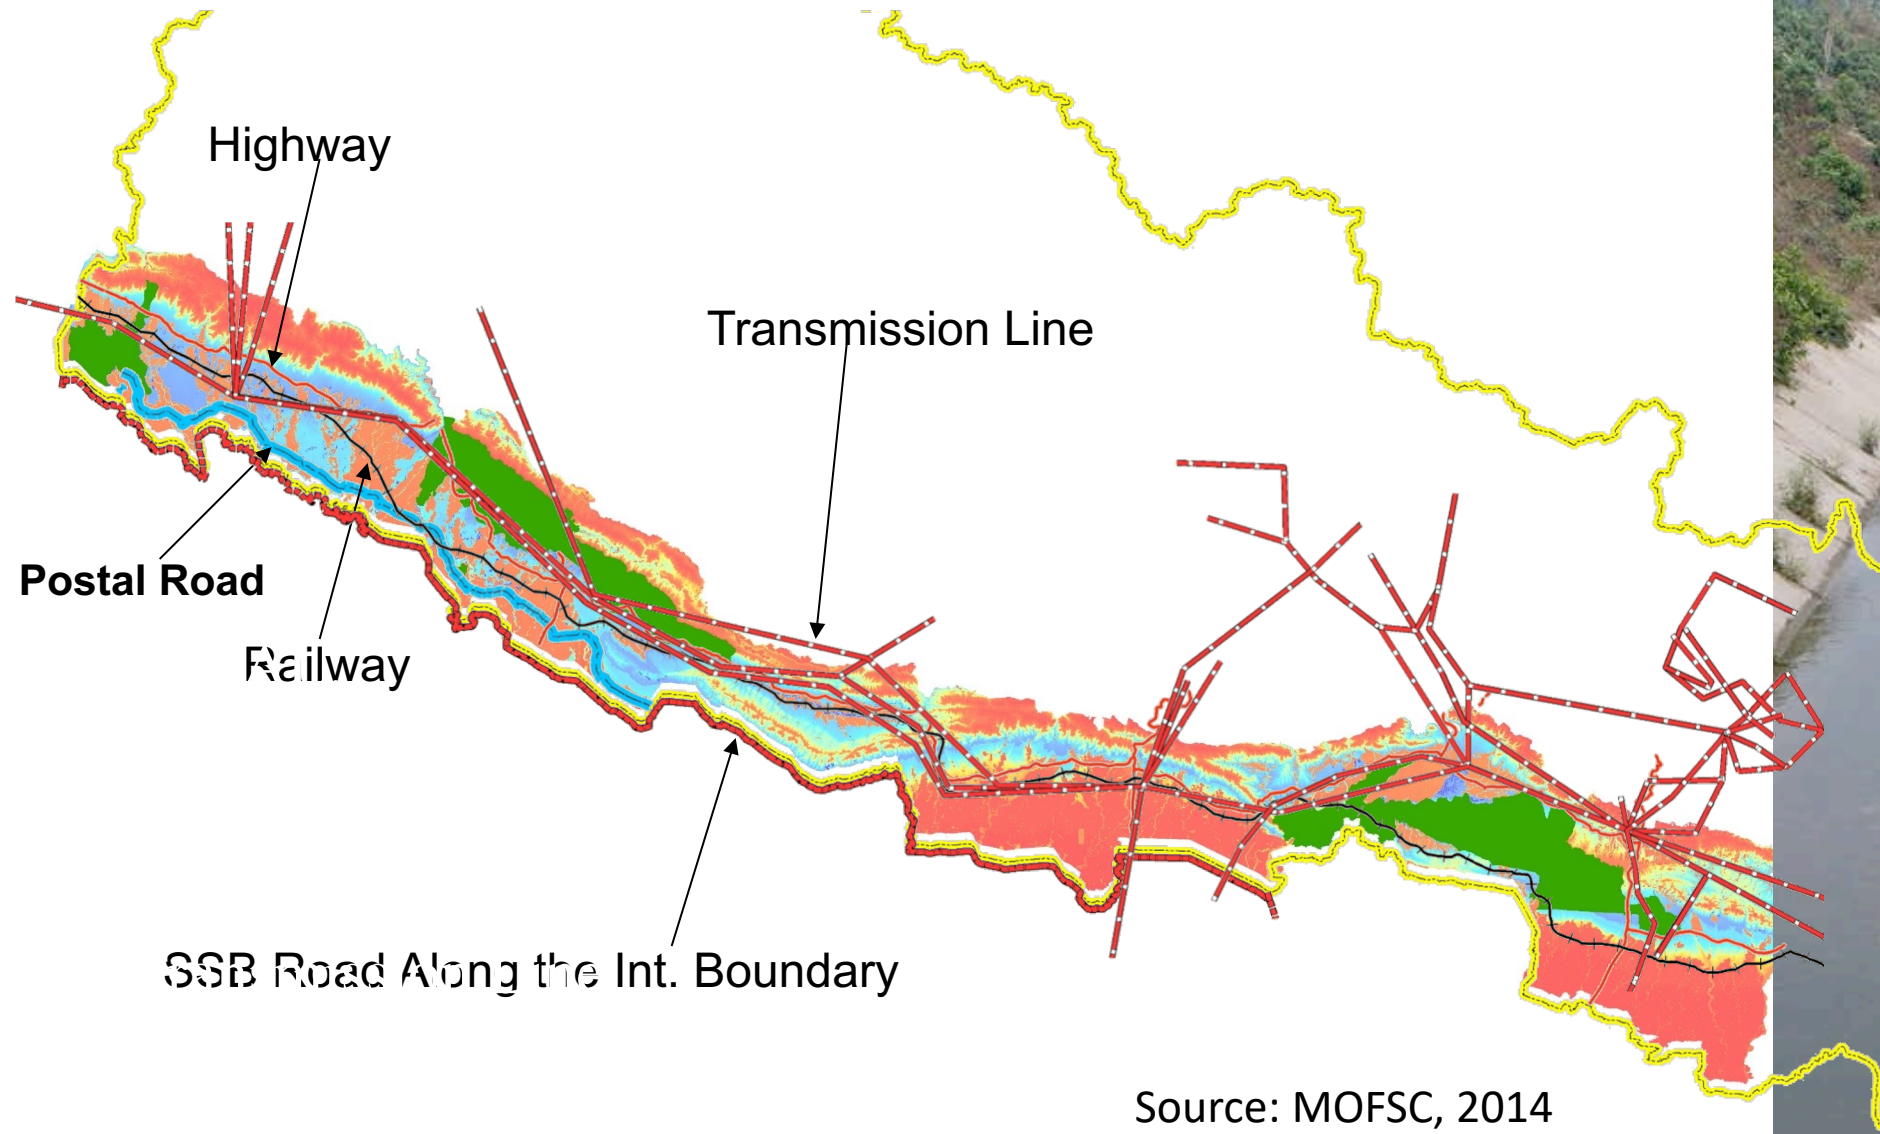 Highway
Transmission Line
Postal Road
Railway
SSB Road Along the Int. Boundary
Source: MOFSC, 2014